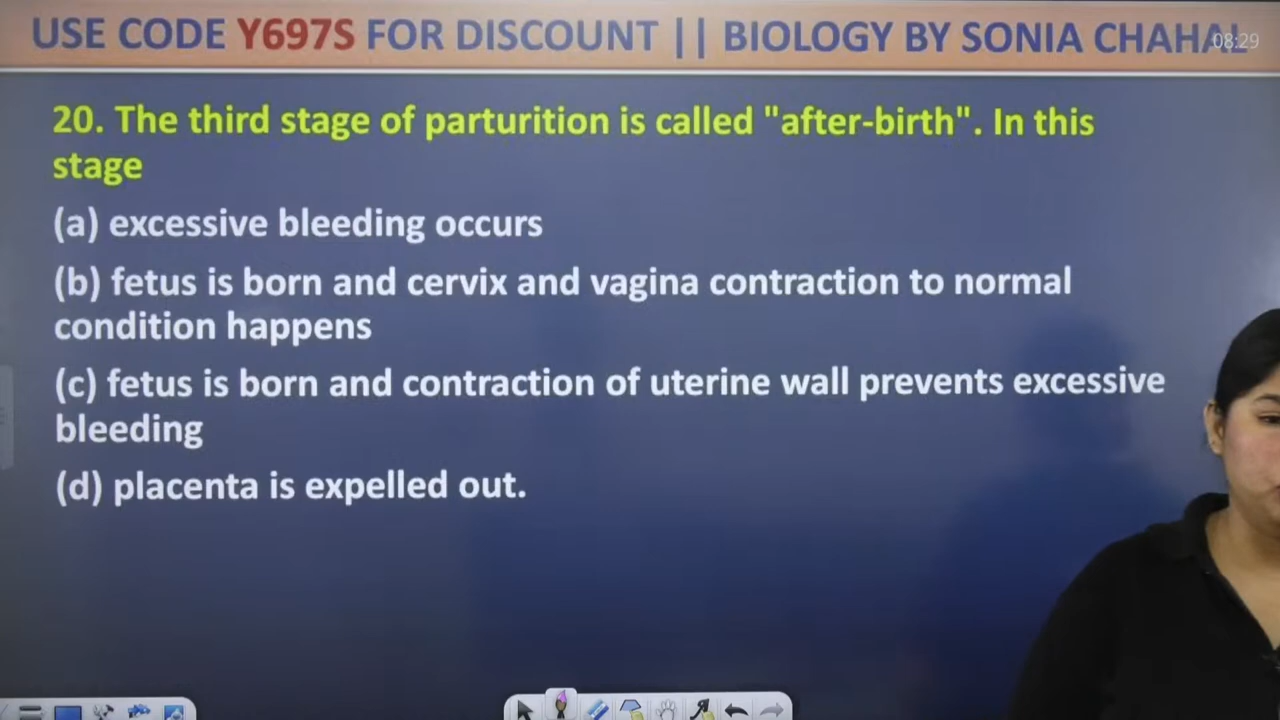 USE CODE Y697S FOR DISCOUNT || BIOLOGY BY SONIA CHAHAL
08:29
20. The third stage of parturition is called "after-birth". In this
stage
(a) excessive bleeding occurs
(b) fetus is born and cervix and vagina contraction to normal
condition happens
(c) fetus is born and contraction of uterine wall prevents excessive
bleeding
(d) placenta is expelled out.